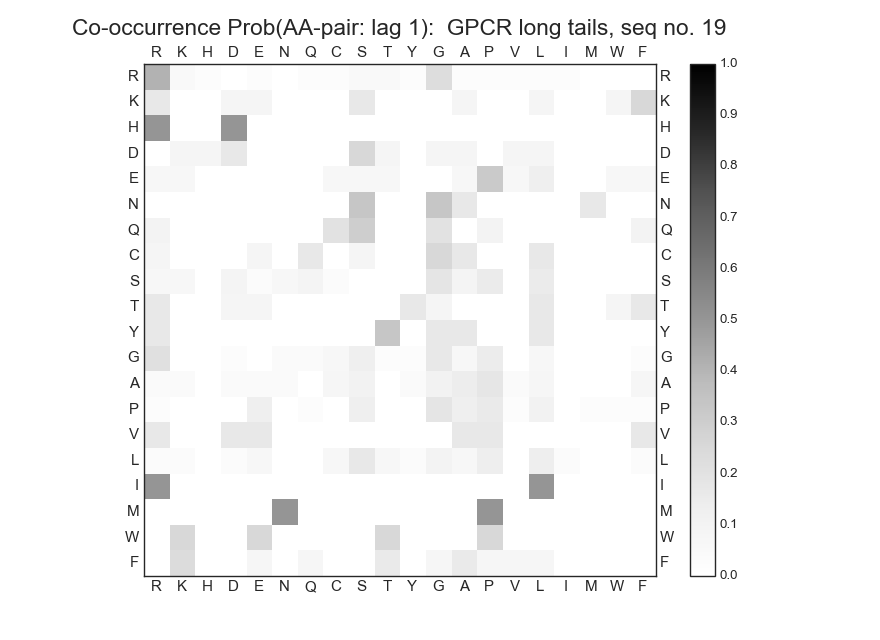 Co-occurrence Prob(AA-pair: lag 1):  GPCR long tails, seq no. 19
R K H D E N Q C S T Y G A P V L I M W F
R R 1.0
K K 0.9
H H
D D 0.8
E E
N N 0.7
Q Q 0.6
C C
S S 0.5
T T
Y Y 0.4
G G
A A 0.3
P P
V V 0.2
L L
I I
M M 0.1
W W
F F 0.0
R K H D E N Q C S T Y G A P V L I M W F